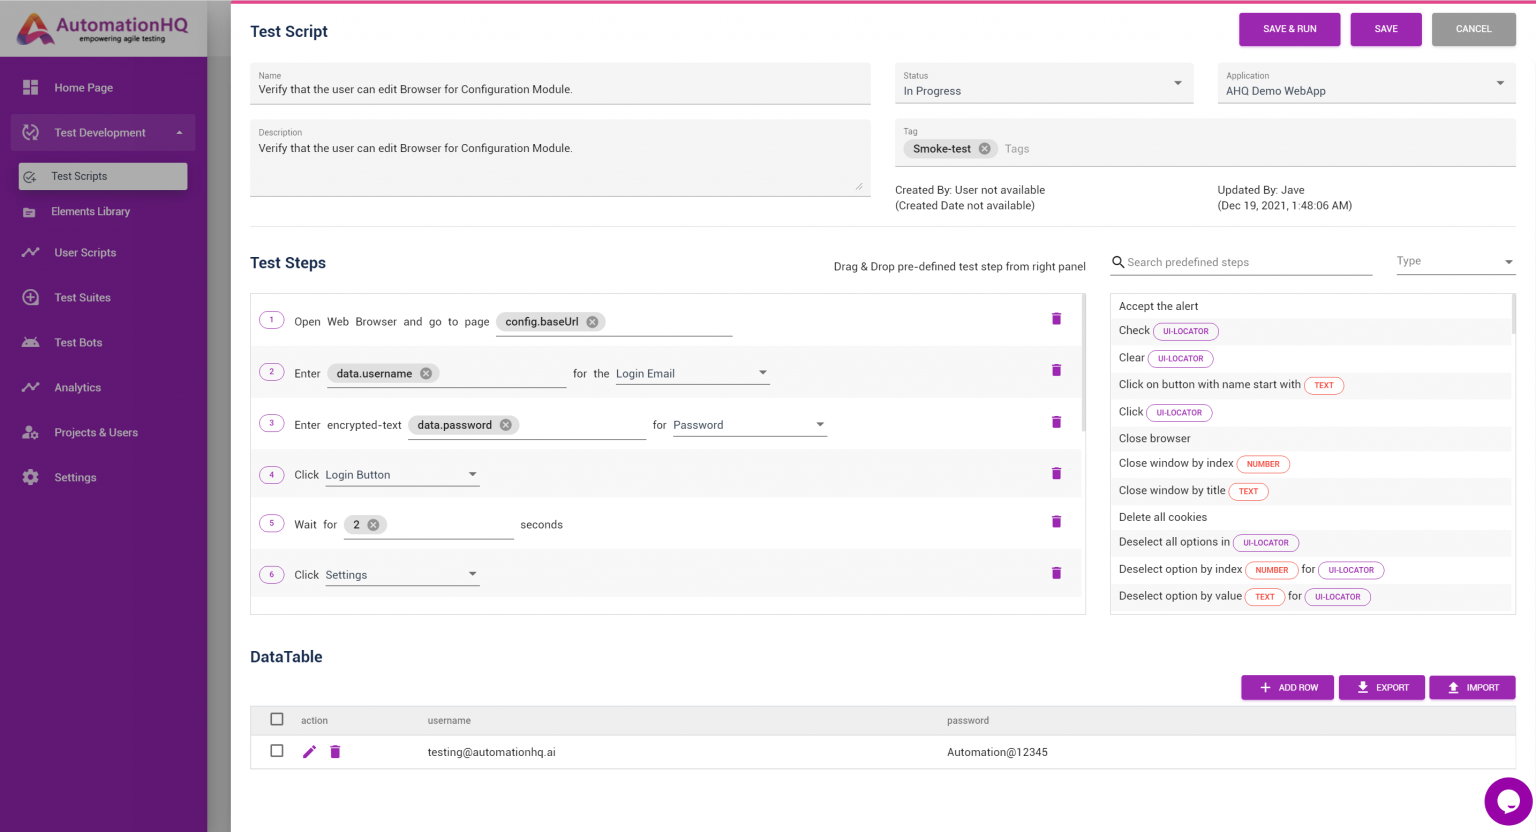 AutomationHQ
empowering agile testing
Home Page
Test Development
Test Scripts
Elements Library
User Scripts
Test Suites
Test Bots
Analytics
Projects & Users
Settings
Test Script
SAVE & RUN
SAVE
CANCEL
Name
Verify that the user can edit Browser for Configuration Module.
Status
In Progress
Application
AHQ Demo WebApp
Description
Verify that the user can edit Browser for Configuration Module.
Tag
Smoke-test Tags
Created By: User not available
(Created Date not available)
Updated By: Jave
(Dec 19, 2021, 1:48:06 AM)
Test Steps
Drag & Drop pre-defined test step from right panel
Search predefined steps
Type
1 Open Web Browser and go to page config.baseUrl
2 Enter data.username for the Login Email
3 Enter encrypted-text data.password for Password
4 Click Login Button
5 Wait for 2 seconds
6 Click Settings
Accept the alert
Check UI-LOCATOR
Clear UI-LOCATOR
Click on button with name start with TEXT
Click UI-LOCATOR
Close browser
Close window by index NUMBER
Close window by title TEXT
Delete all cookies
Deselect all options in UI-LOCATOR
Deselect option by index NUMBER for UI-LOCATOR
Deselect option by value TEXT for UI-LOCATOR
DataTable
ADD ROW
EXPORT
IMPORT
action username password
testing@automationhq.ai Automation@12345